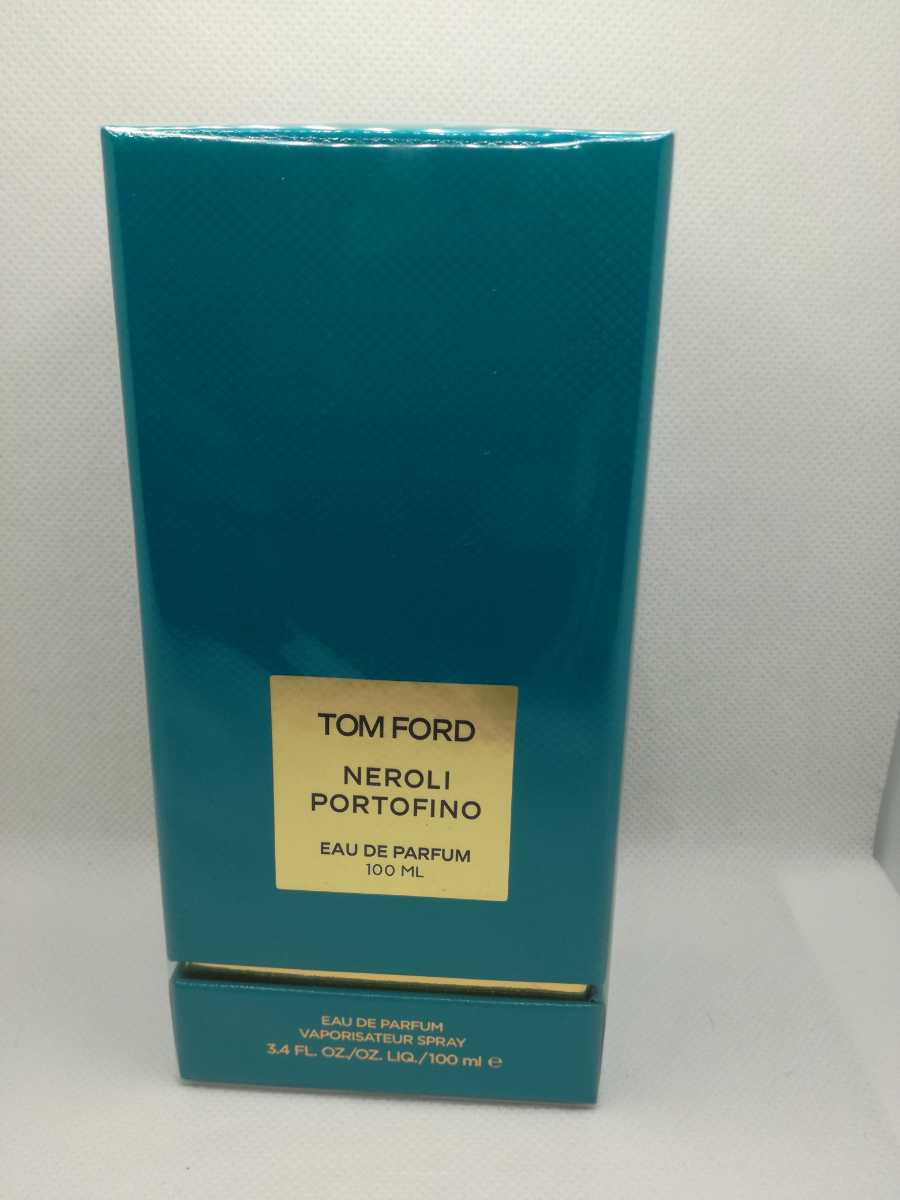 TOM FORD
NEROLI
PORTOFINO
EAU DE PARFUM
100 ML
EAU DE PARFUM
VAPORISATEUR SPRAY
3.4 FL. OZ./OZ. LIQ./100 ml ℮